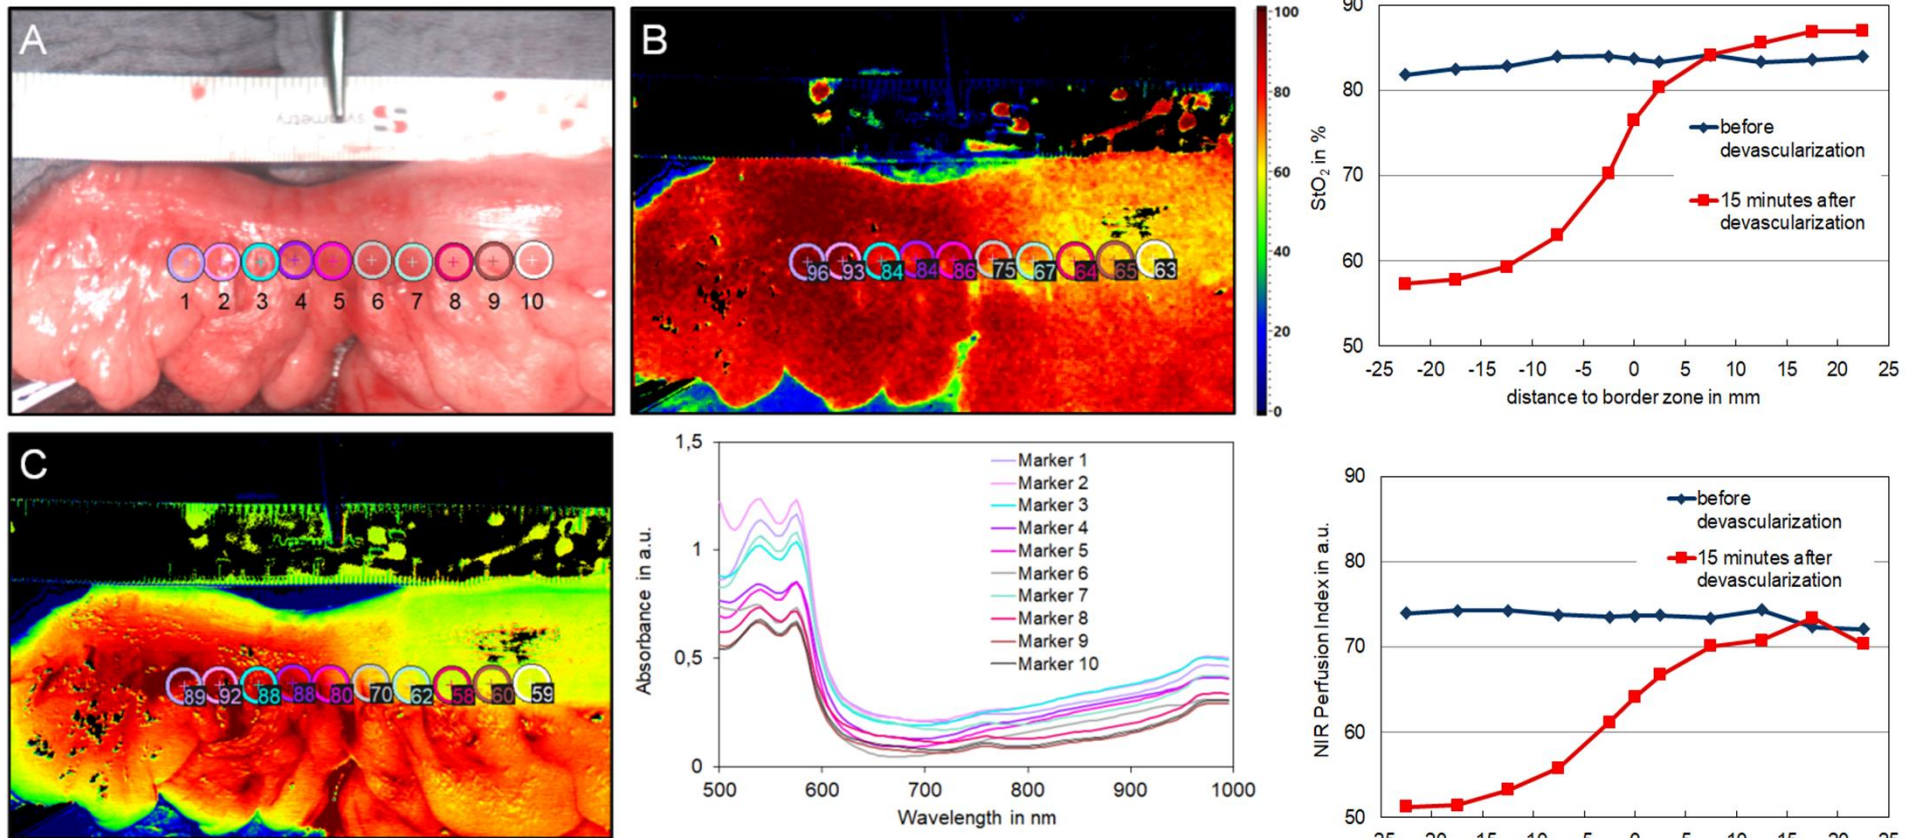 A
symmetry
1 2 3 4 5 6 7 8 9 10
B
96 93 84 84 86 75 67 64 65 63
100
80
60
40
20
0
90
80
70
60
50
StO2 in %
before
devascularization
15 minutes after
devascularization
-25 -20 -15 -10 -5 0 5 10 15 20 25
distance to border zone in mm
C
89 92 88 88 80 70 62 58 60 59
1,5
1
0,5
0
Absorbance in a.u.
Marker 1
Marker 2
Marker 3
Marker 4
Marker 5
Marker 6
Marker 7
Marker 8
Marker 9
Marker 10
500 600 700 800 900 1000
Wavelength in nm
90
80
70
60
50
NIR Perfusion Index in a.u.
before
devascularization
15 minutes after
devascularization